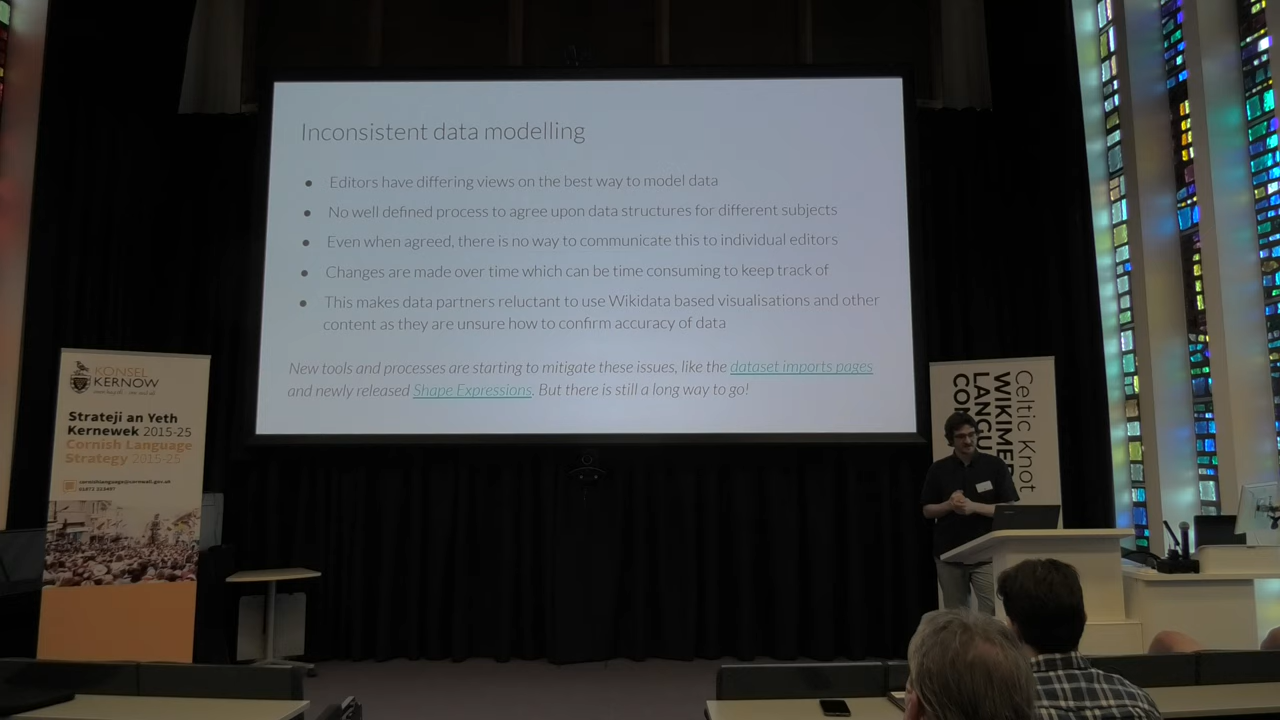 Inconsistent data modelling
Editors have differing views on the best way to model data
No well defined process to agree upon data structures for different subjects
Even when agreed, there is no way to communicate this to individual editors
Changes are made over time which can be time consuming to keep track of
This makes data partners reluctant to use Wikidata based visualisations and other
content as they are unsure how to confirm accuracy of data
New tools and processes are starting to mitigate these issues, like the dataset imports pages
and newly released Shape Expressions. But there is still a long way to go!
KONSEL
KERNOW
Strateji an Yeth
Kernewek 2015-25
Cornish Language
Strategy 2015-25
cornishlanguage@cornwall.gov.uk
Celtic Knot
WIKIME
LANGU
CON